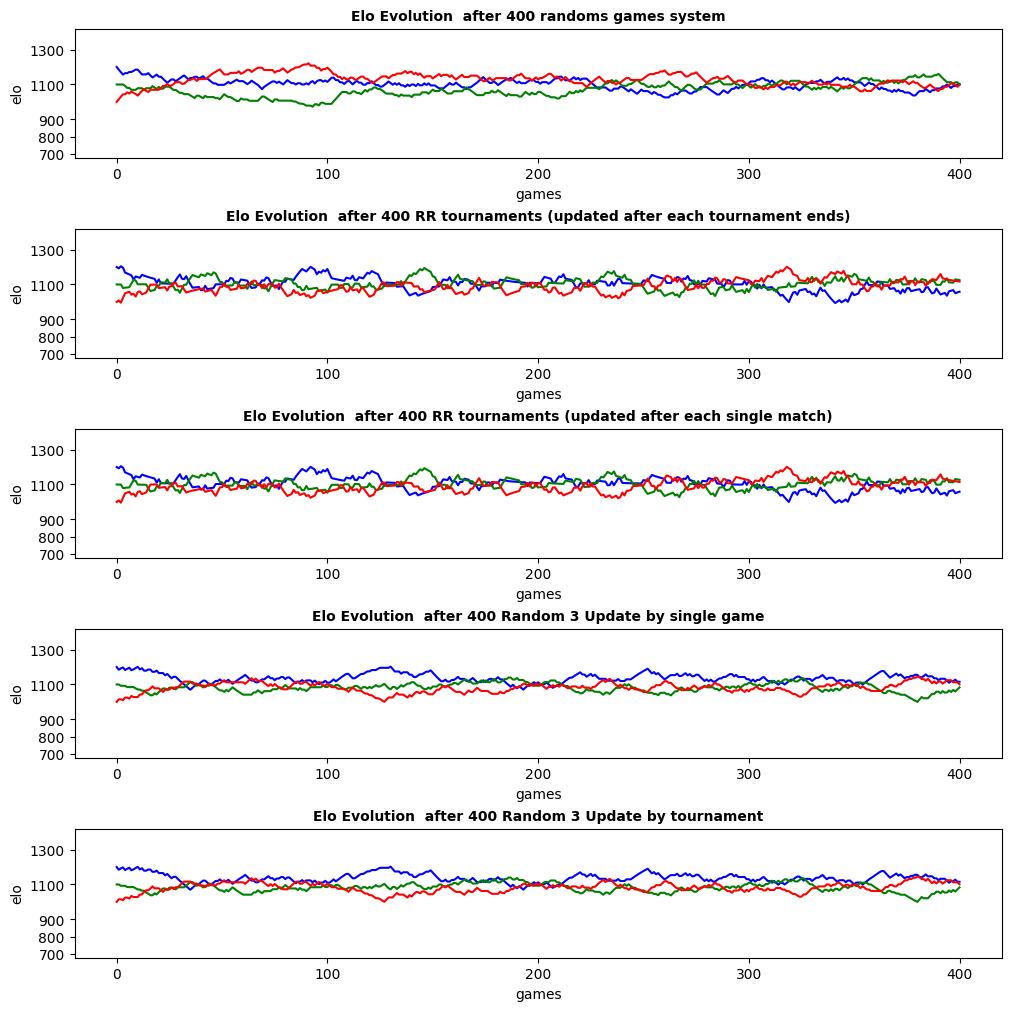 Elo Evolution  after 400 randoms games system
1300
1100
900
800
700
elo
0 100 200 300 400
games
Elo Evolution  after 400 RR tournaments (updated after each tournament ends)
1300
1100
900
800
700
elo
0 100 200 300 400
games
Elo Evolution  after 400 RR tournaments (updated after each single match)
1300
1100
900
800
700
elo
0 100 200 300 400
games
Elo Evolution  after 400 Random 3 Update by single game
1300
1100
900
800
700
elo
0 100 200 300 400
games
Elo Evolution  after 400 Random 3 Update by tournament
1300
1100
900
800
700
elo
0 100 200 300 400
games